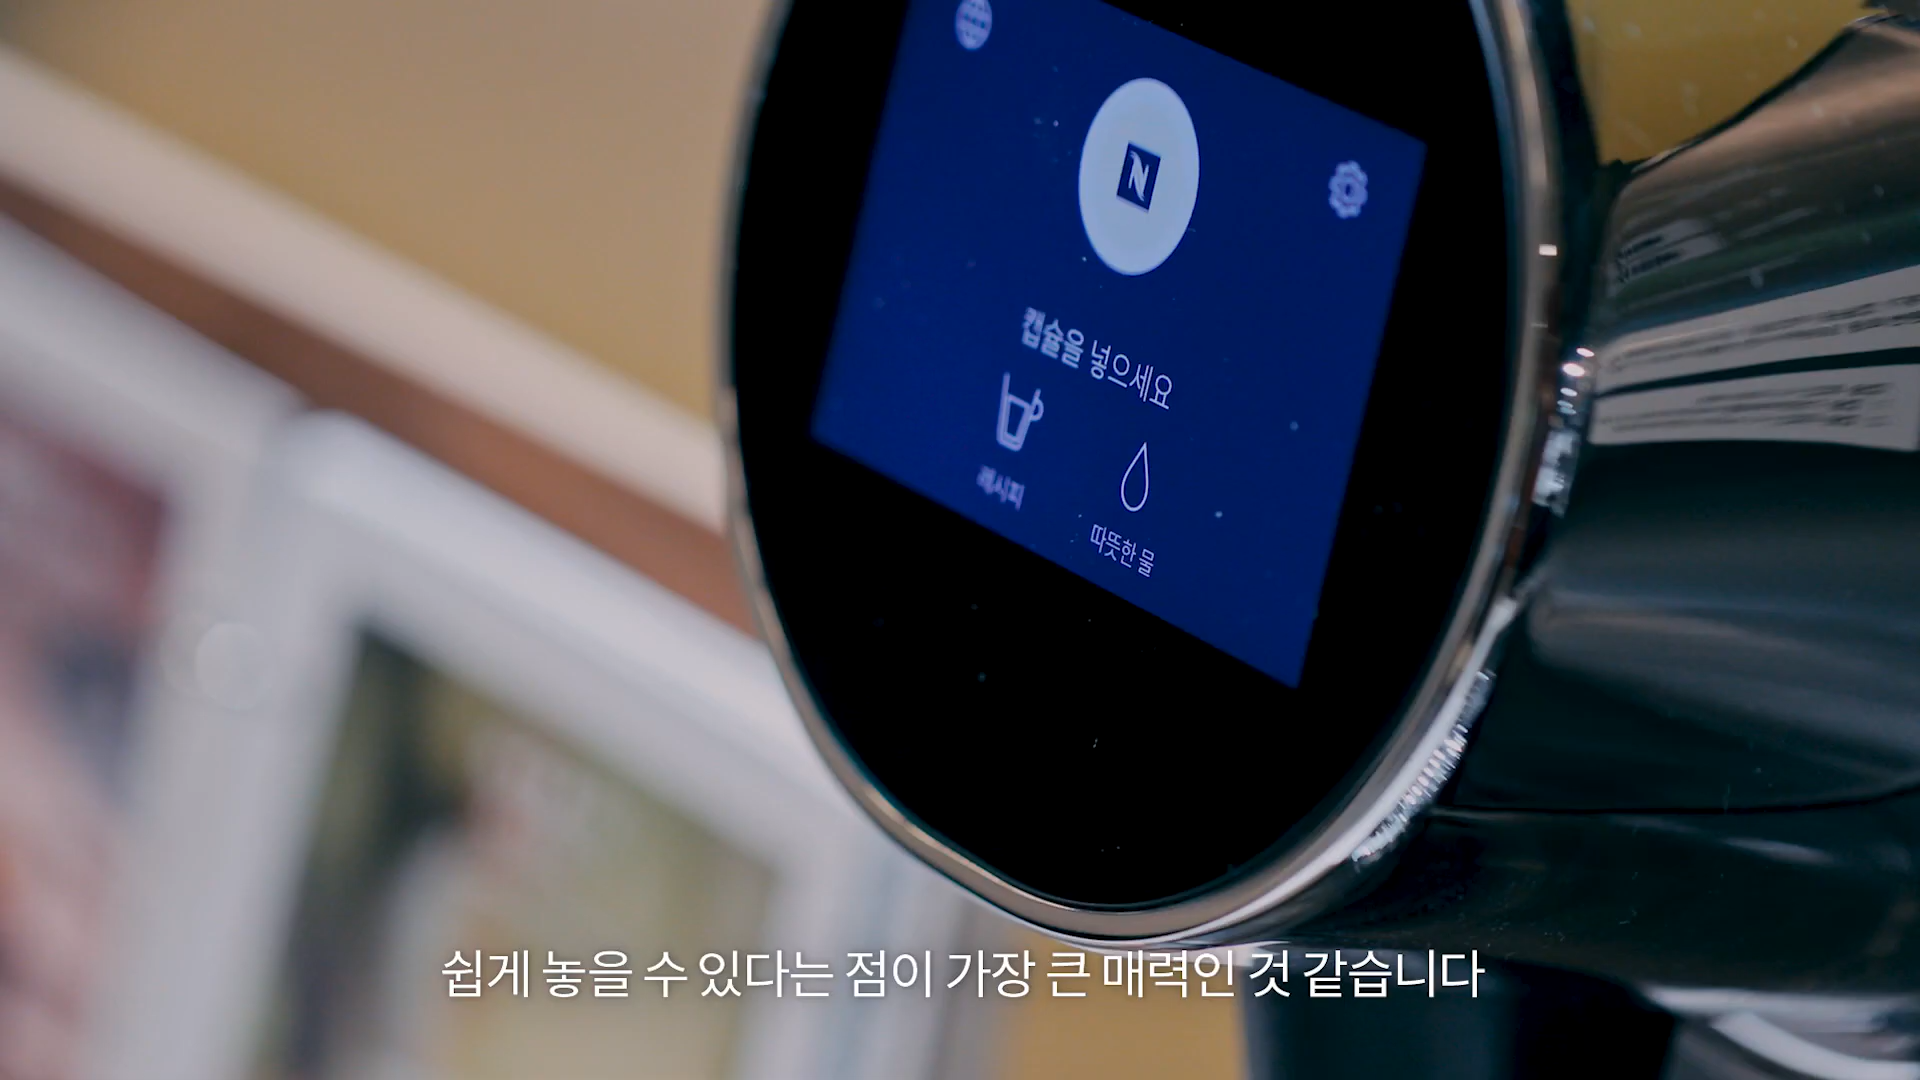 N
캡슐을 넣으세요
레시피
따뜻한 물
쉽게 놓을 수 있다는 점이 가장 큰 매력인 것 같습니다